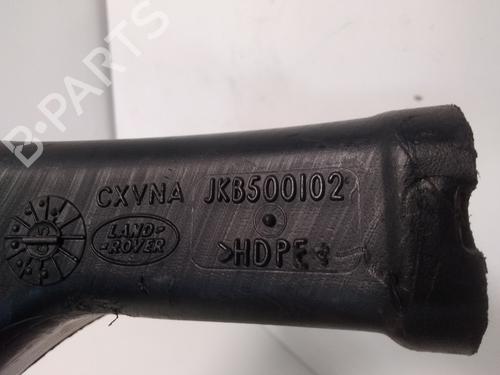 B-PARTS
CXVNA JKB500102
LAND-
ROVER
>HDPE<